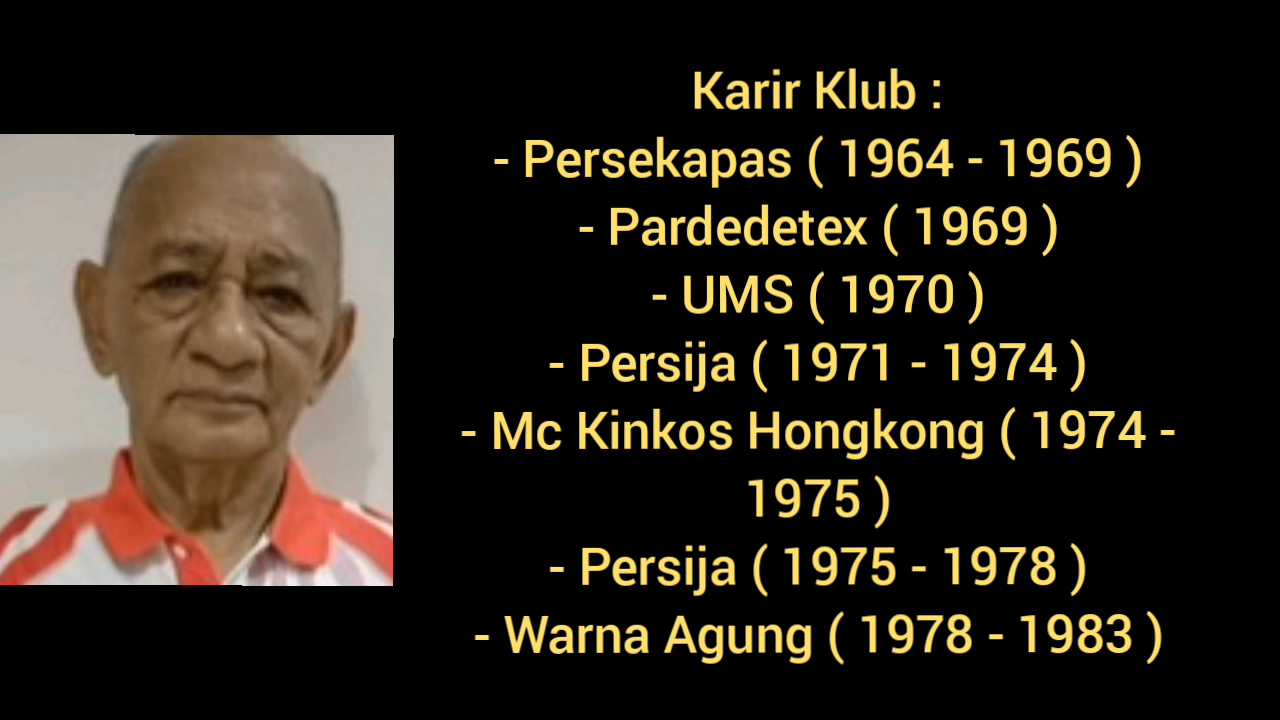 Karir Klub :
- Persekapas ( 1964 - 1969 )
- Pardedetex ( 1969 )
- UMS ( 1970 )
- Persija ( 1971 - 1974 )
- Mc Kinkos Hongkong ( 1974 -
1975 )
- Persija ( 1975 - 1978 )
- Warna Agung ( 1978 - 1983 )